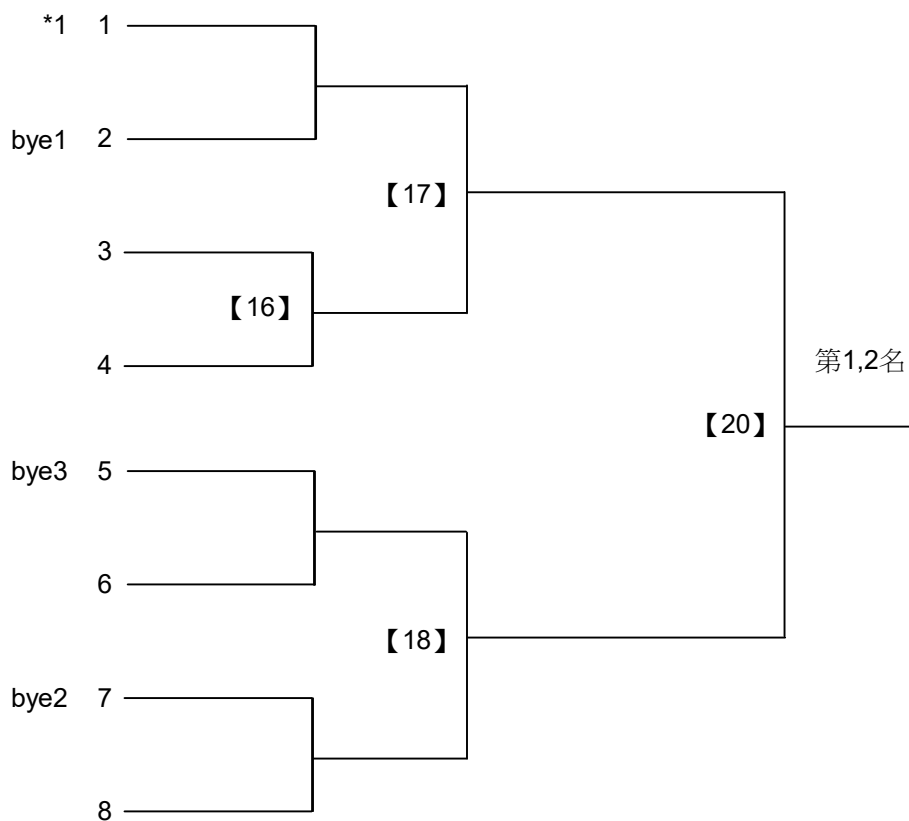 *1 1
bye1 2
【17】
3
【16】
4
第1,2名
【20】
bye3 5
6
【18】
bye2 7
8